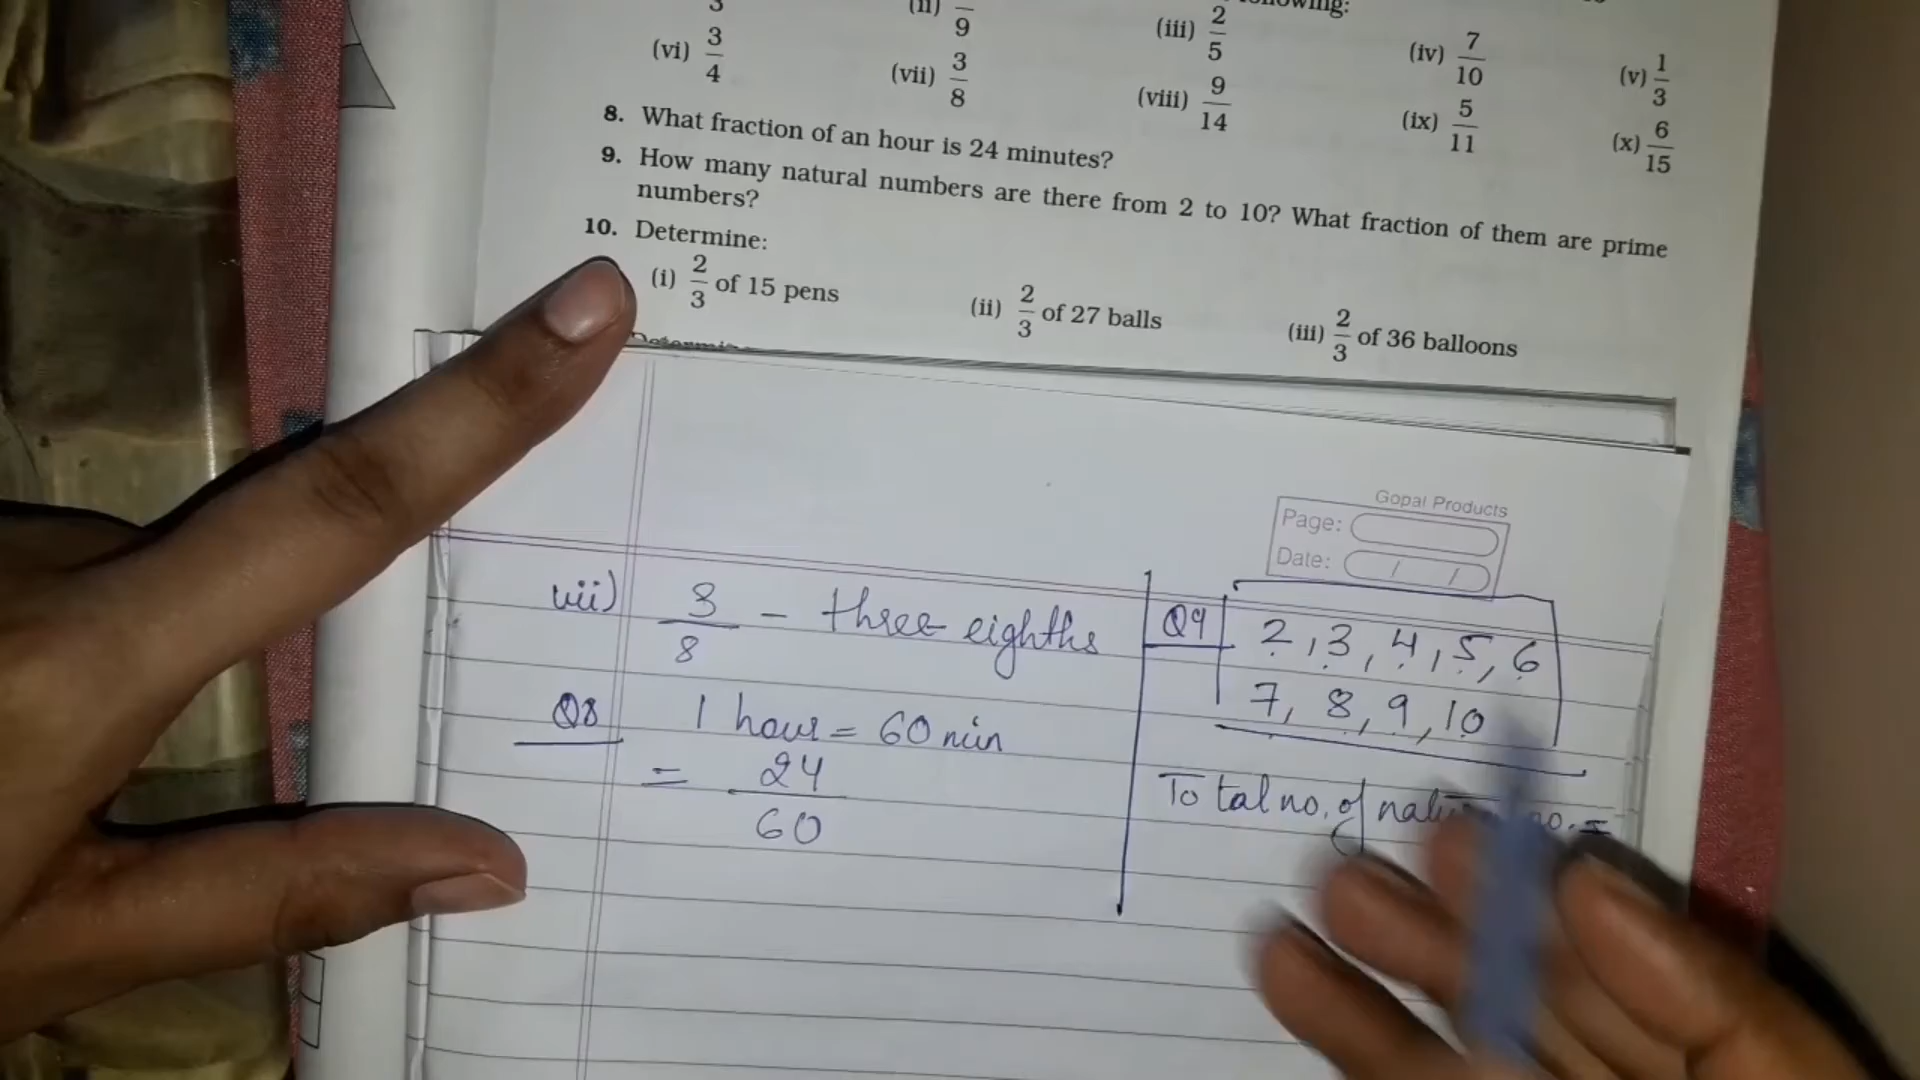 (ii) 9 (iii) 2/5 (iv) 7/10 (v) 1/3
(vi) 3/4 (vii) 3/8 (viii) 9/14 (ix) 5/11 (x) 6/15
8. What fraction of an hour is 24 minutes?
9. How many natural numbers are there from 2 to 10? What fraction of them are prime
numbers?
10. Determine:
(i) 2/3 of 15 pens (ii) 2/3 of 27 balls (iii) 2/3 of 36 balloons
Gopal Products
Page:
Date: / /
vii) 3/8 - three eighths
Q8 1 hour = 60 min
= 24/60
Q9 2, 3, 4, 5, 6
7, 8, 9, 10
Total no. of no. =